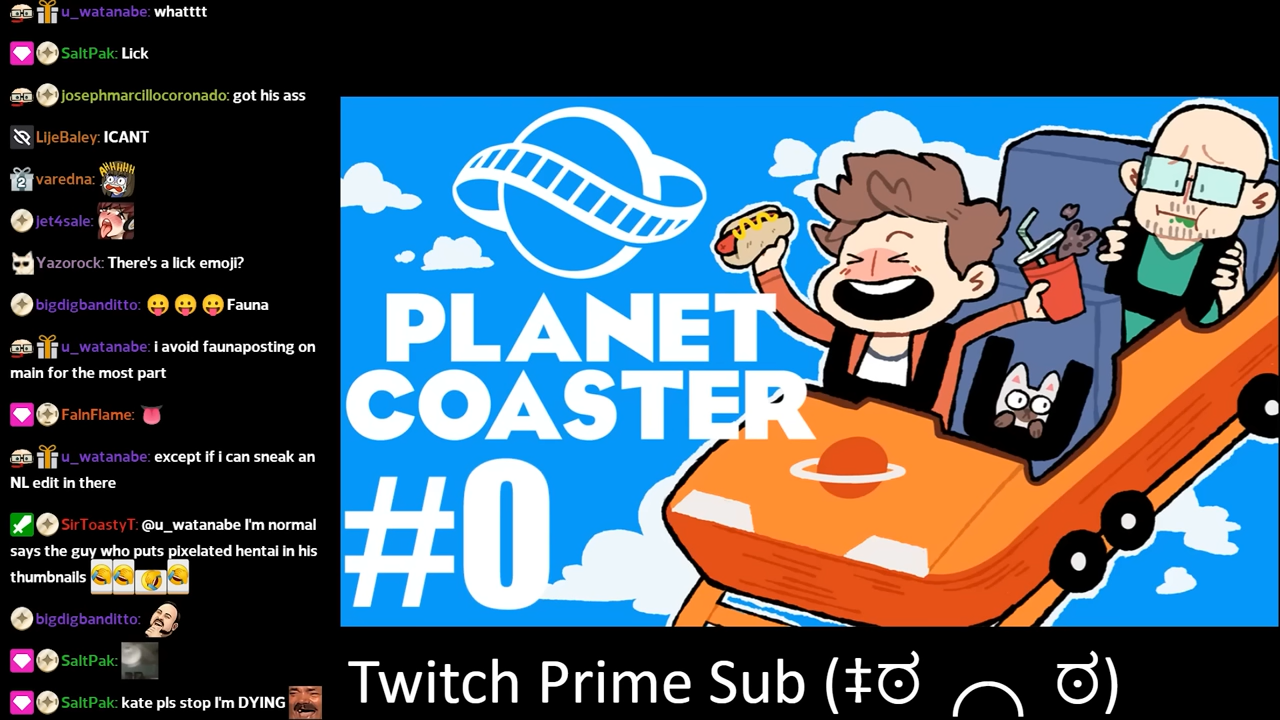 u_watanabe: whatttt
SaltPak: Lick
josephmarcillocoronado: got his ass
LijeBaley: ICANT
2 varedna: AHHHHH
Jet4sale:
Yazorock: There's a lick emoji?
bigdigbanditto: 😛 😛 😛 Fauna
u_watanabe: i avoid faunaposting on
main for the most part
FalnFlame: 👅
u_watanabe: except if i can sneak an
NL edit in there
SirToastyT: @u_watanabe I'm normal
says the guy who puts pixelated hentai in his
thumbnails
bigdigbanditto:
SaltPak:
SaltPak: kate pls stop I'm DYING
PLANET
COASTER
#0
Twitch Prime Sub (‡ಠ ╭╮ ಠ)